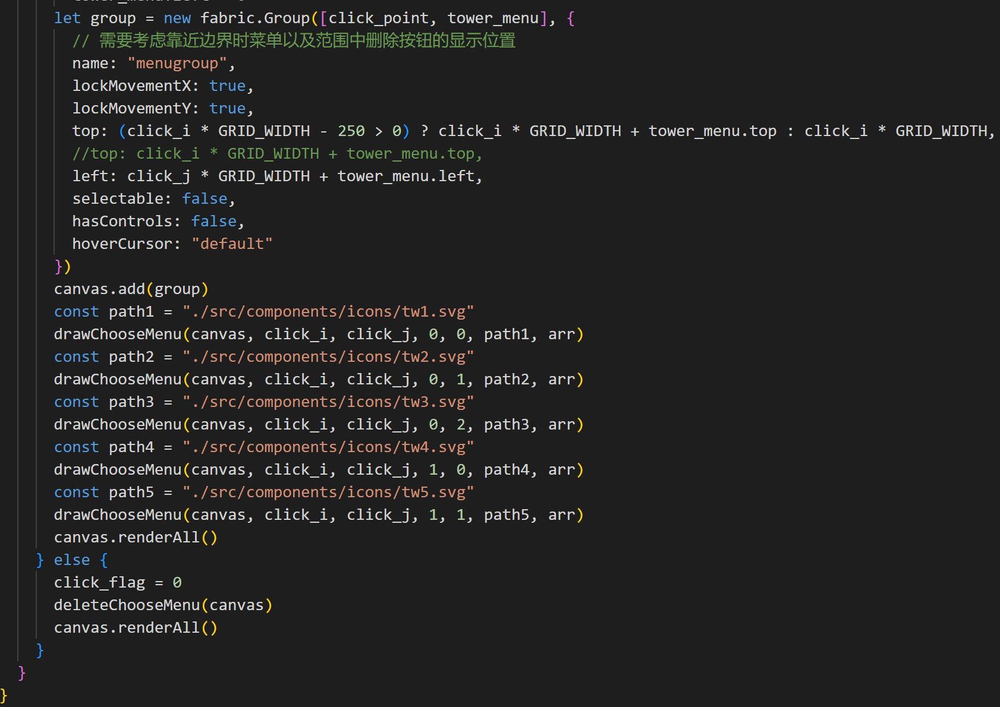 let group = new fabric.Group([click_point, tower_menu], {
// 需要考虑靠近边界时菜单以及范围中删除按钮的显示位置
name: "menugroup",
lockMovementX: true,
lockMovementY: true,
top: (click_i * GRID_WIDTH - 250 > 0) ? click_i * GRID_WIDTH + tower_menu.top : click_i * GRID_WIDTH,
//top: click_i * GRID_WIDTH + tower_menu.top,
left: click_j * GRID_WIDTH + tower_menu.left,
selectable: false,
hasControls: false,
hoverCursor: "default"
})
canvas.add(group)
const path1 = "./src/components/icons/tw1.svg"
drawChooseMenu(canvas, click_i, click_j, 0, 0, path1, arr)
const path2 = "./src/components/icons/tw2.svg"
drawChooseMenu(canvas, click_i, click_j, 0, 1, path2, arr)
const path3 = "./src/components/icons/tw3.svg"
drawChooseMenu(canvas, click_i, click_j, 0, 2, path3, arr)
const path4 = "./src/components/icons/tw4.svg"
drawChooseMenu(canvas, click_i, click_j, 1, 0, path4, arr)
const path5 = "./src/components/icons/tw5.svg"
drawChooseMenu(canvas, click_i, click_j, 1, 1, path5, arr)
canvas.renderAll()
} else {
click_flag = 0
deleteChooseMenu(canvas)
canvas.renderAll()
}
}
}